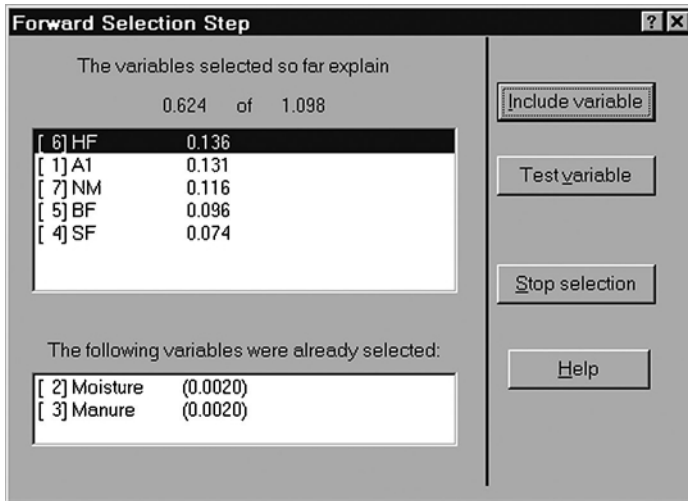 Forward Selection Step
? X
The variables selected so far explain
0.624 of 1.098
[ 6] HF 0.136
[ 1] A1 0.131
[ 7] NM 0.116
[ 5] BF 0.096
[ 4] SF 0.074
The following variables were already selected:
[ 2] Moisture (0.0020)
[ 3] Manure (0.0020)
Include variable
Test variable
Stop selection
Help